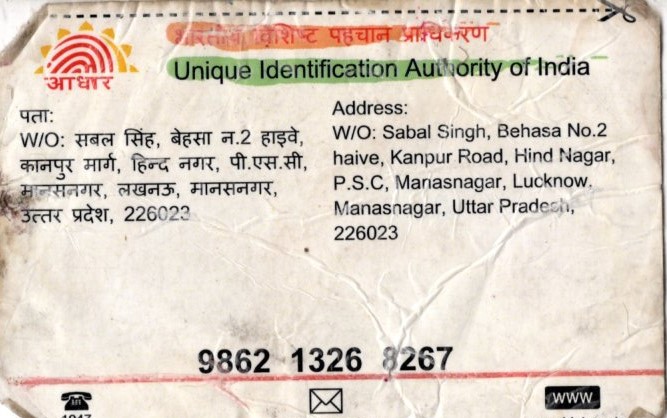 भारतीय विशिष्ट पहचान प्राधिकरण
Unique Identification Authority of India
आधार
पता:
W/O: सबल सिंह, बेहसा न.2 हाइवे,
कानपुर मार्ग, हिन्द नगर, पी.एस.सी,
मानसनगर, लखनऊ, मानसनगर,
उत्तर प्रदेश, 226023
Address:
W/O: Sabal Singh, Behasa No.2
haive, Kanpur Road, Hind Nagar,
P.S.C, Manasnagar, Lucknow,
Manasnagar, Uttar Pradesh,
226023
9862 1326 8267
WWW